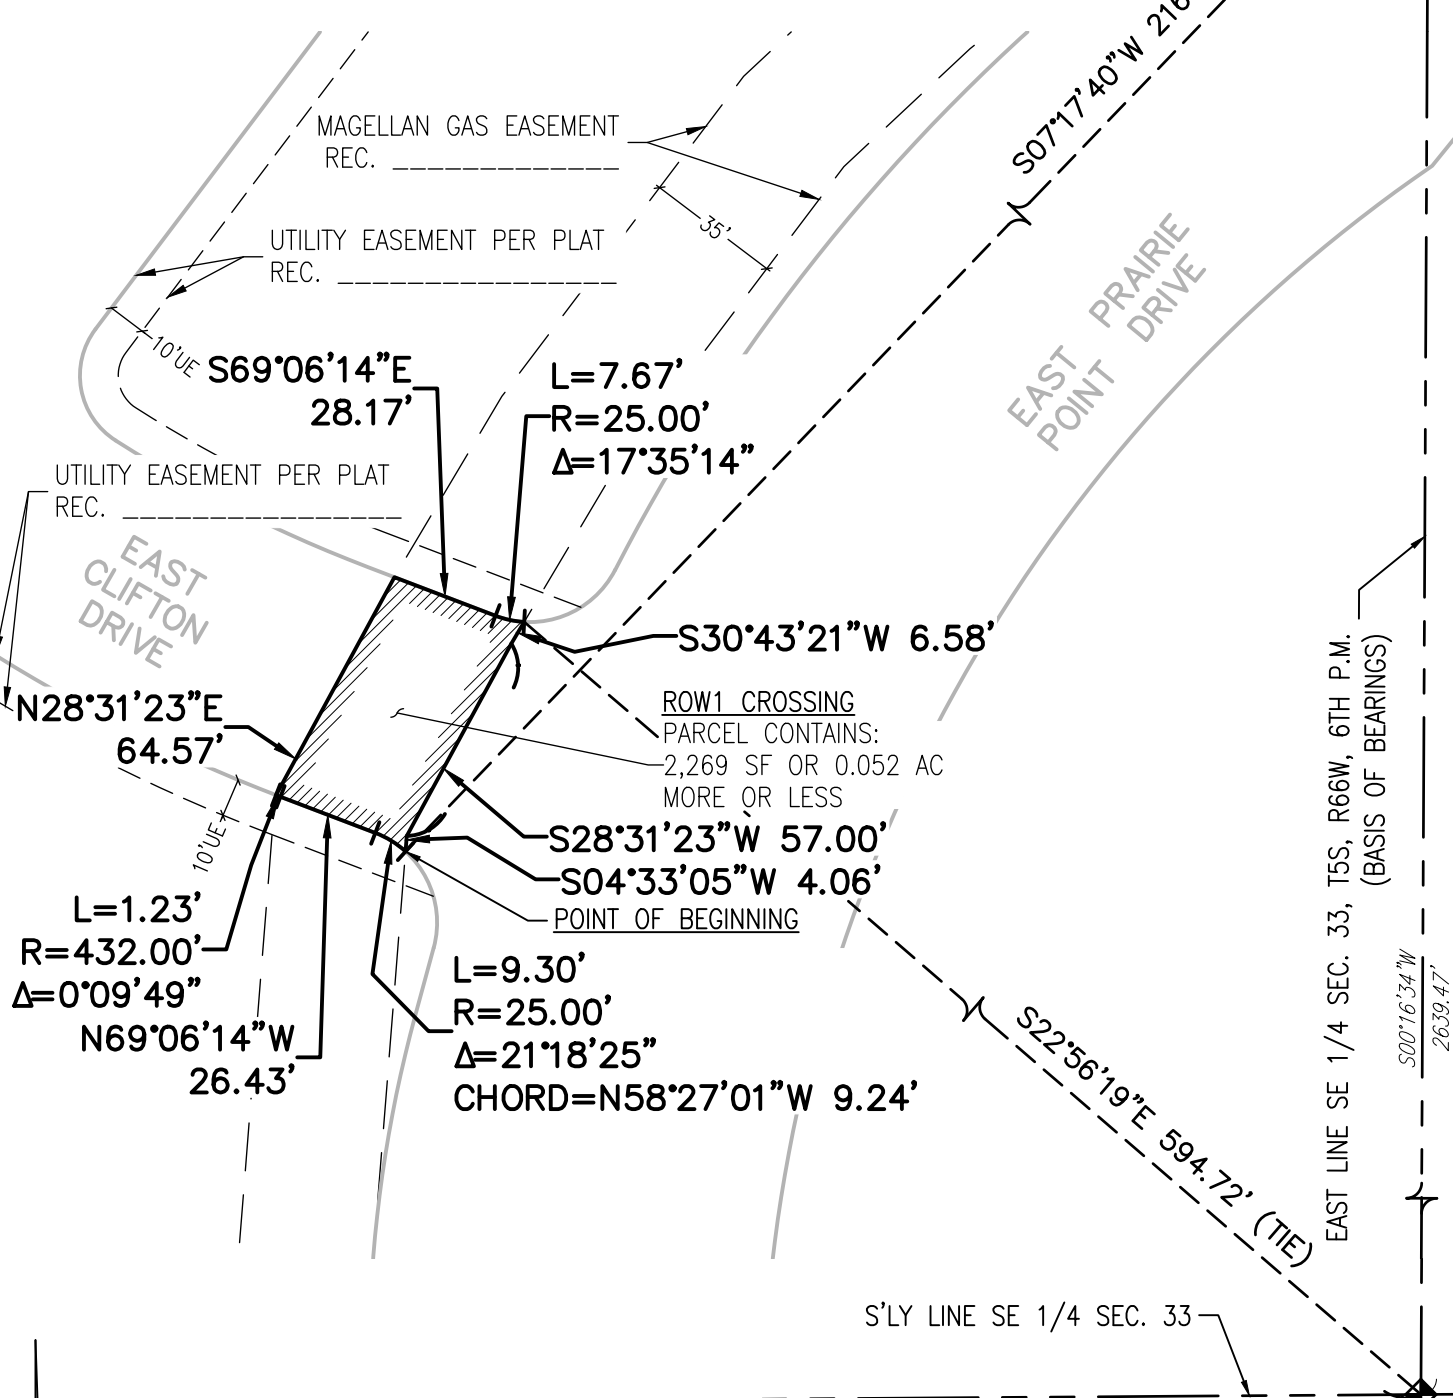 S07°17'40"W 216
MAGELLAN GAS EASEMENT
REC. _____________
35'
UTILITY EASEMENT PER PLAT
REC. ________________
10'UE
EAST PRAIRIE
POINT DRIVE
S69°06'14"E
28.17'
L=7.67'
R=25.00'
Δ=17°35'14"
UTILITY EASEMENT PER PLAT
REC. ________________
EAST
CLIFTON
DRIVE
S30°43'21"W 6.58'
N28°31'23"E
64.57'
ROW1 CROSSING
PARCEL CONTAINS:
2,269 SF OR 0.052 AC
MORE OR LESS
S28°31'23"W 57.00'
S04°33'05"W 4.06'
POINT OF BEGINNING
10'UE
L=1.23'
R=432.00'
Δ=0°09'49"
N69°06'14"W
26.43'
L=9.30'
R=25.00'
Δ=21°18'25"
CHORD=N58°27'01"W 9.24'
S22°56'19"E 594.72' (TIE)
EAST LINE SE 1/4 SEC. 33, T5S, R66W, 6TH P.M.
(BASIS OF BEARINGS)
S00°16'34"W
2639.47'
S'LY LINE SE 1/4 SEC. 33